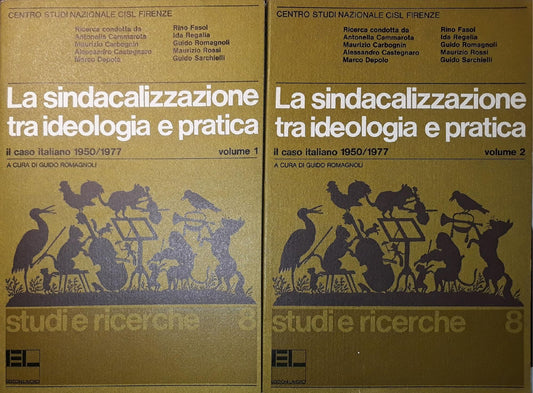 CENTRO STUDI NAZIONALE CISL FIRENZE
Ricerca condotta da
Antonella Cammarota
Maurizio Carbognin
Alessandro Castegnaro
Marco Depolo
Rino Fasol
Ida Regalia
Guido Romagnoli
Maurizio Rossi
Guido Sarchielli
La sindacalizzazione
tra ideologia e pratica
il caso italiano 1950/1977 volume 1
A CURA DI GUIDO ROMAGNOLI
studi e ricerche 8
EL
EDIZIONI LAVORO
CENTRO STUDI NAZIONALE CISL FIRENZE
Ricerca condotta da
Antonella Cammarota
Maurizio Carbognin
Alessandro Castegnaro
Marco Depolo
Rino Fasol
Ida Regalia
Guido Romagnoli
Maurizio Rossi
Guido Sarchielli
La sindacalizzazione
tra ideologia e pratica
il caso italiano 1950/1977 volume 2
A CURA DI GUIDO ROMAGNOLI
studi e ricerche 8
EL
EDIZIONI LAVORO